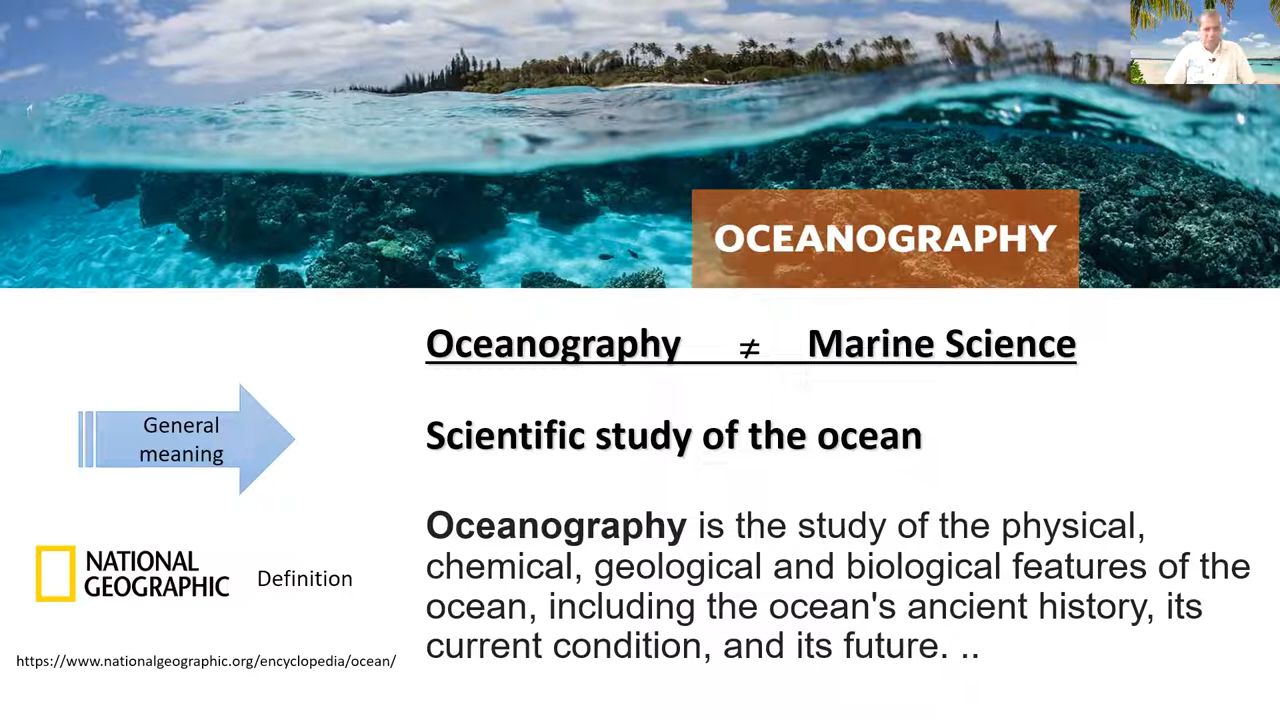 OCEANOGRAPHY
Oceanography ≠ Marine Science
General
meaning
Scientific study of the ocean
NATIONAL
GEOGRAPHIC
Definition
Oceanography is the study of the physical,
chemical, geological and biological features of the
ocean, including the ocean's ancient history, its
current condition, and its future. ..
https://www.nationalgeographic.org/encyclopedia/ocean/